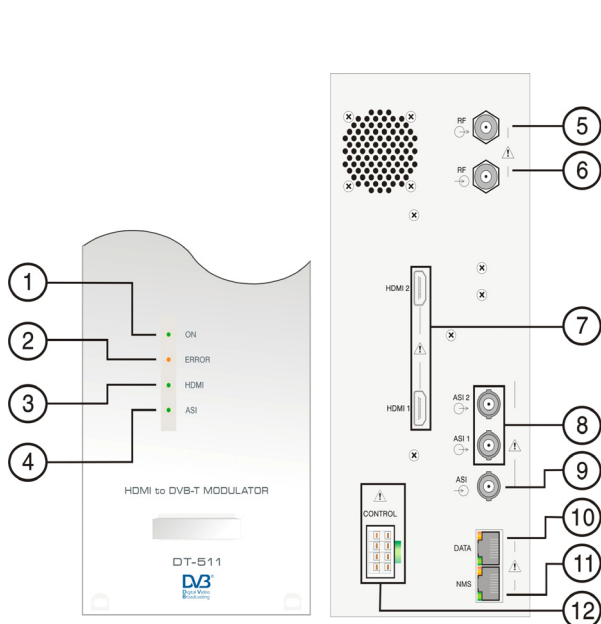 1
ON
2
ERROR
3
HDMI
4
ASI
HDMI to DVB-T MODULATOR
DT-511
DVB®
Digital Video
Broadcasting
RF
5
RF
6
HDMI 2
7
HDMI 1
ASI 2
8
ASI 1
ASI
9
CONTROL
10
DATA
11
NMS
12